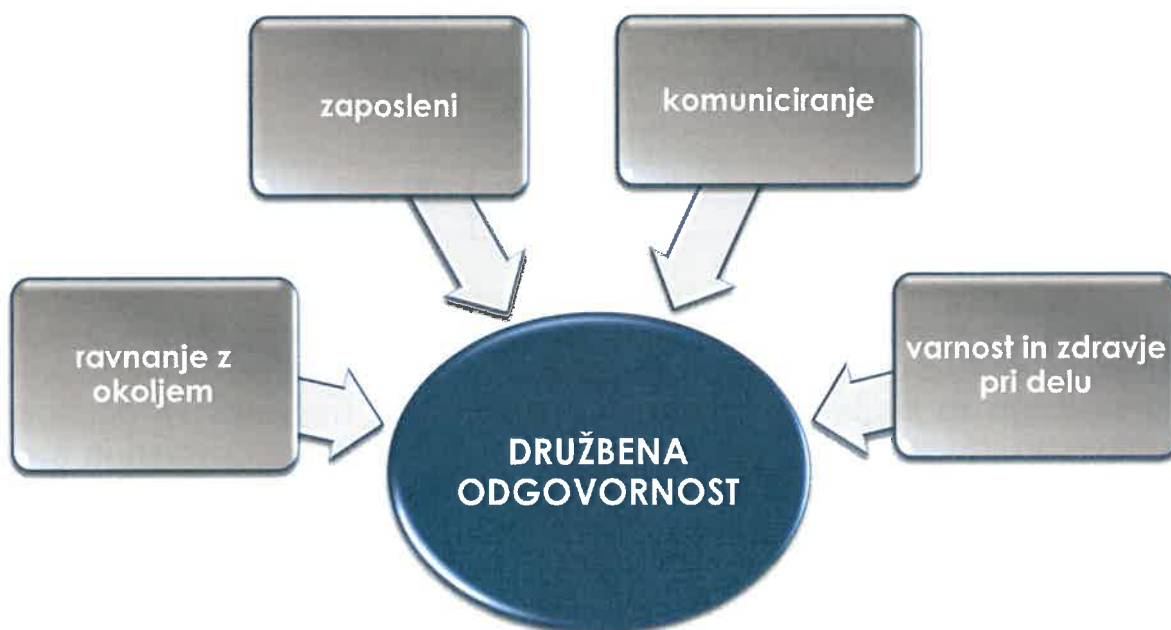 zaposleni
komuniciranje
ravnanje z
okoljem
varnost in zdravje
pri delu
DRUŽBENA
ODGOVORNOST